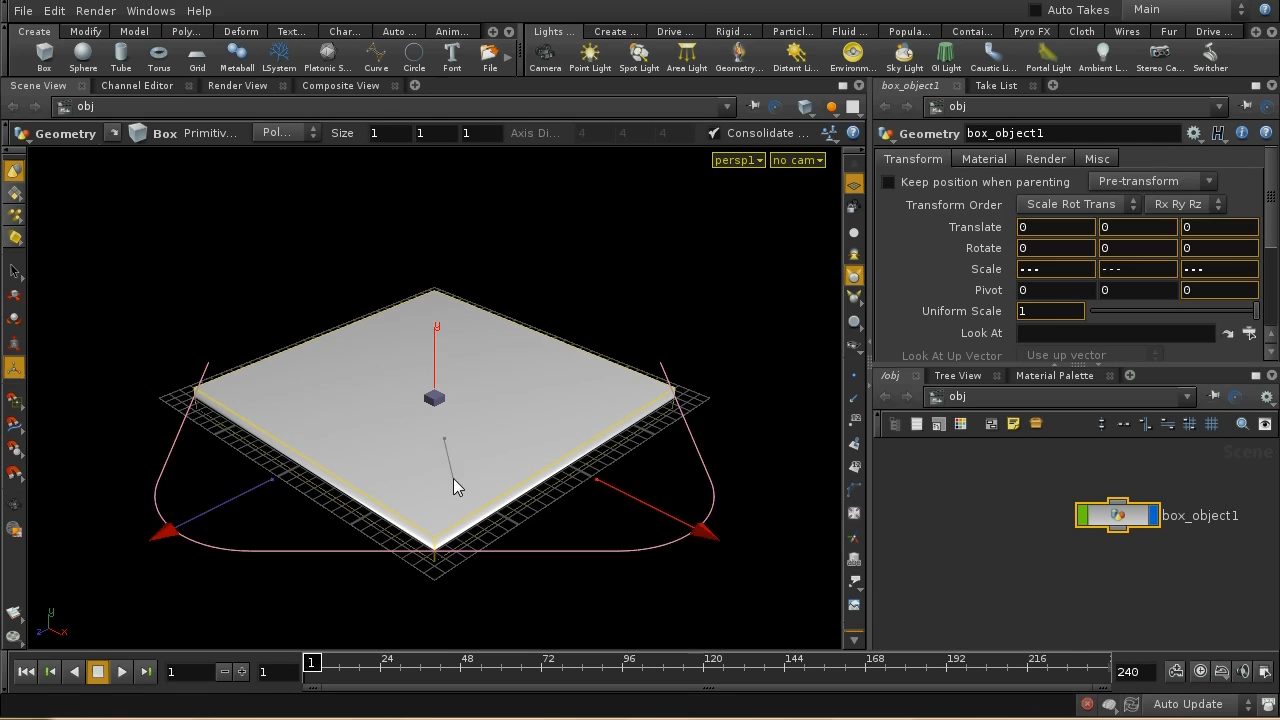 File Edit Render Windows Help Auto Takes Main
Create Modify Model Poly... Deform Text... Char... Auto ... Anim... Lights ... Create ... Drive ... Rigid ... Particl... Fluid ... Popula... Contai... Pyro FX Cloth Wires Fur Drive ...
Box Sphere Tube Torus Grid Metaball LSystem Platonic S... Curve Circle Font File Camera Point Light Spot Light Area Light Geometry... Distant Li... Environ... Sky Light GI Light Caustic Li... Portal Light Ambient L... Stereo Ca... Switcher
Scene View Channel Editor Render View Composite View
obj
Geometry Box Primitiv... Pol... Size 1 1 1 Axis Di... 4 4 4 Consolidate ...
persp1 no cam
y
y
z x
box_object1 Take List
obj
Geometry box_object1
Transform Material Render Misc
Keep position when parenting Pre-transform
Transform Order Scale Rot Trans Rx Ry Rz
Translate 0 0 0
Rotate 0 0 0
Scale --- --- ---
Pivot 0 0 0
Uniform Scale 1
Look At
Look At Up Vector Use up vector
/obj Tree View Material Palette
obj
Scene
box_object1
1 1 1 24 48 72 96 120 144 168 192 216 240
Auto Update